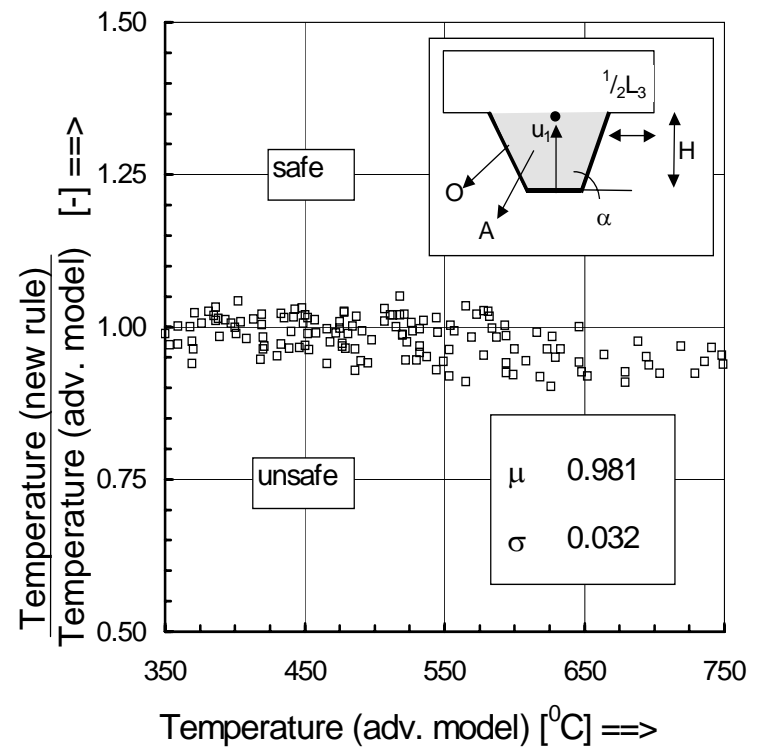 1.50
1.25
1.00
0.75
0.50
Temperature (new rule)
Temperature (adv. model)
[-] ==>
safe
unsafe
1/2L3
u1
H
O
A
α
μ 0.981
σ 0.032
350 450 550 650 750
Temperature (adv. model) [0C] ==>